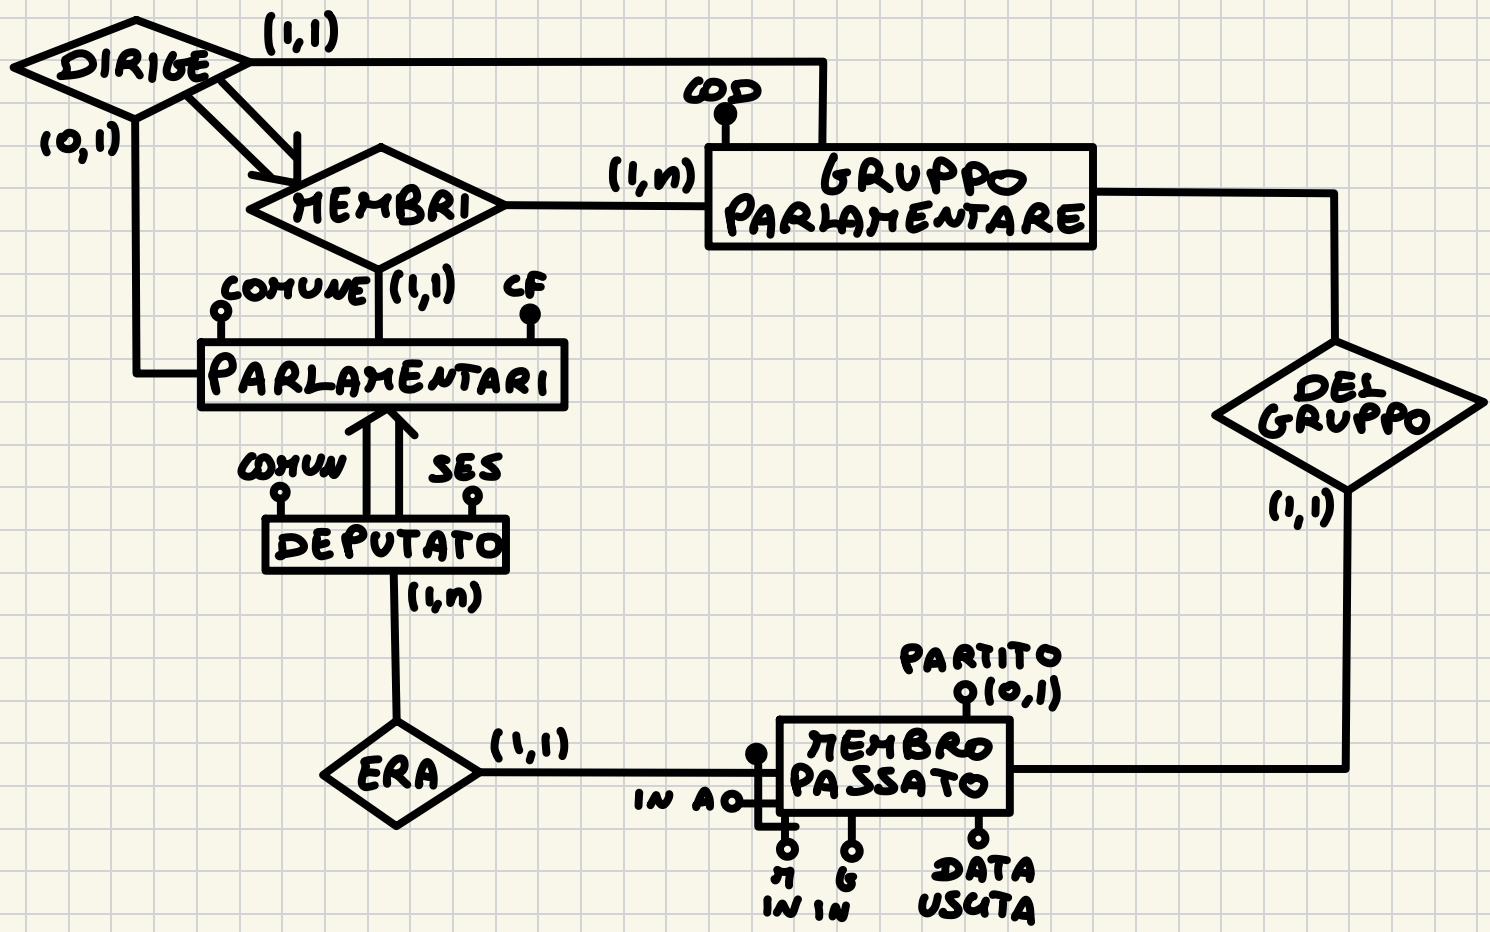 (1,1)
DIRIGE
COD
(0,1)
(1,n)
GRUPPO
PARLAMENTARE
MEMBRI
COMUNE
(1,1)
CF
PARLAMENTARI
DEL
GRUPPO
COMUN
SES
(1,1)
DEPUTATO
(1,n)
PARTITO
(0,1)
(1,1)
MEMBRO
PASSATO
ERA
IN A
M
IN
G
IN
DATA
USCITA